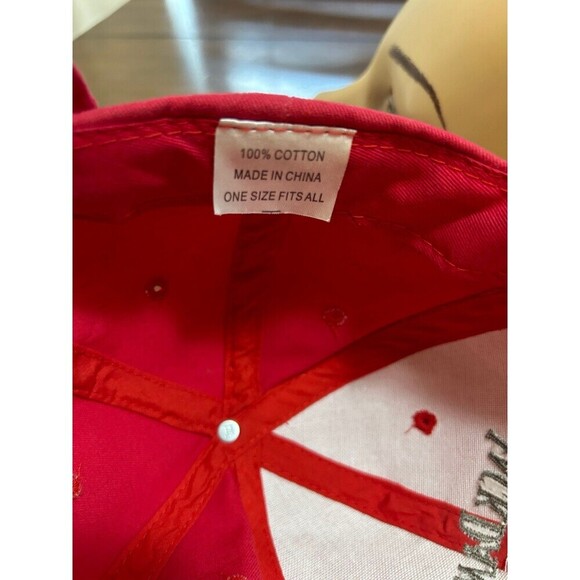 100% COTTON
MADE IN CHINA
ONE SIZE FITS ALL